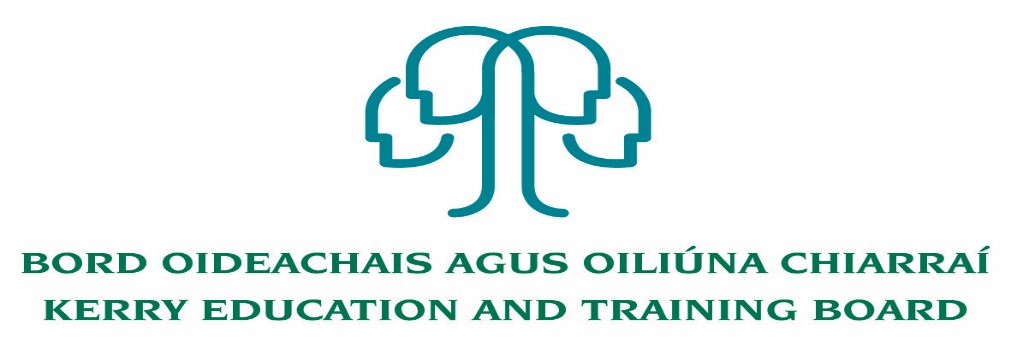 BORD OIDEACHAIS AGUS OILIÚNA CHIARRAÍ
KERRY EDUCATION AND TRAINING BOARD